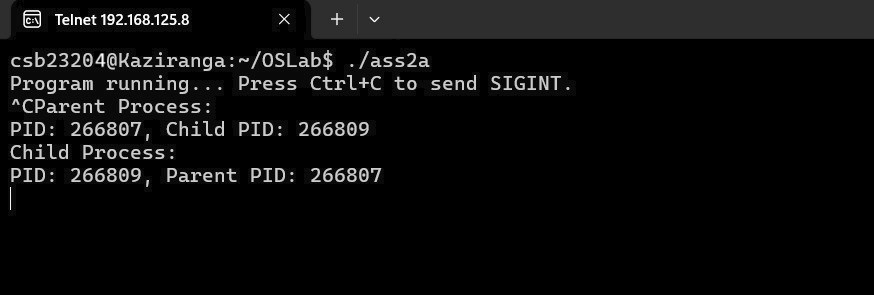 Telnet 192.168.125.8
csb23204@Kaziranga:~/OSLab$ ./ass2a
Program running... Press Ctrl+C to send SIGINT.
^CParent Process:
PID: 266807, Child PID: 266809
Child Process:
PID: 266809, Parent PID: 266807